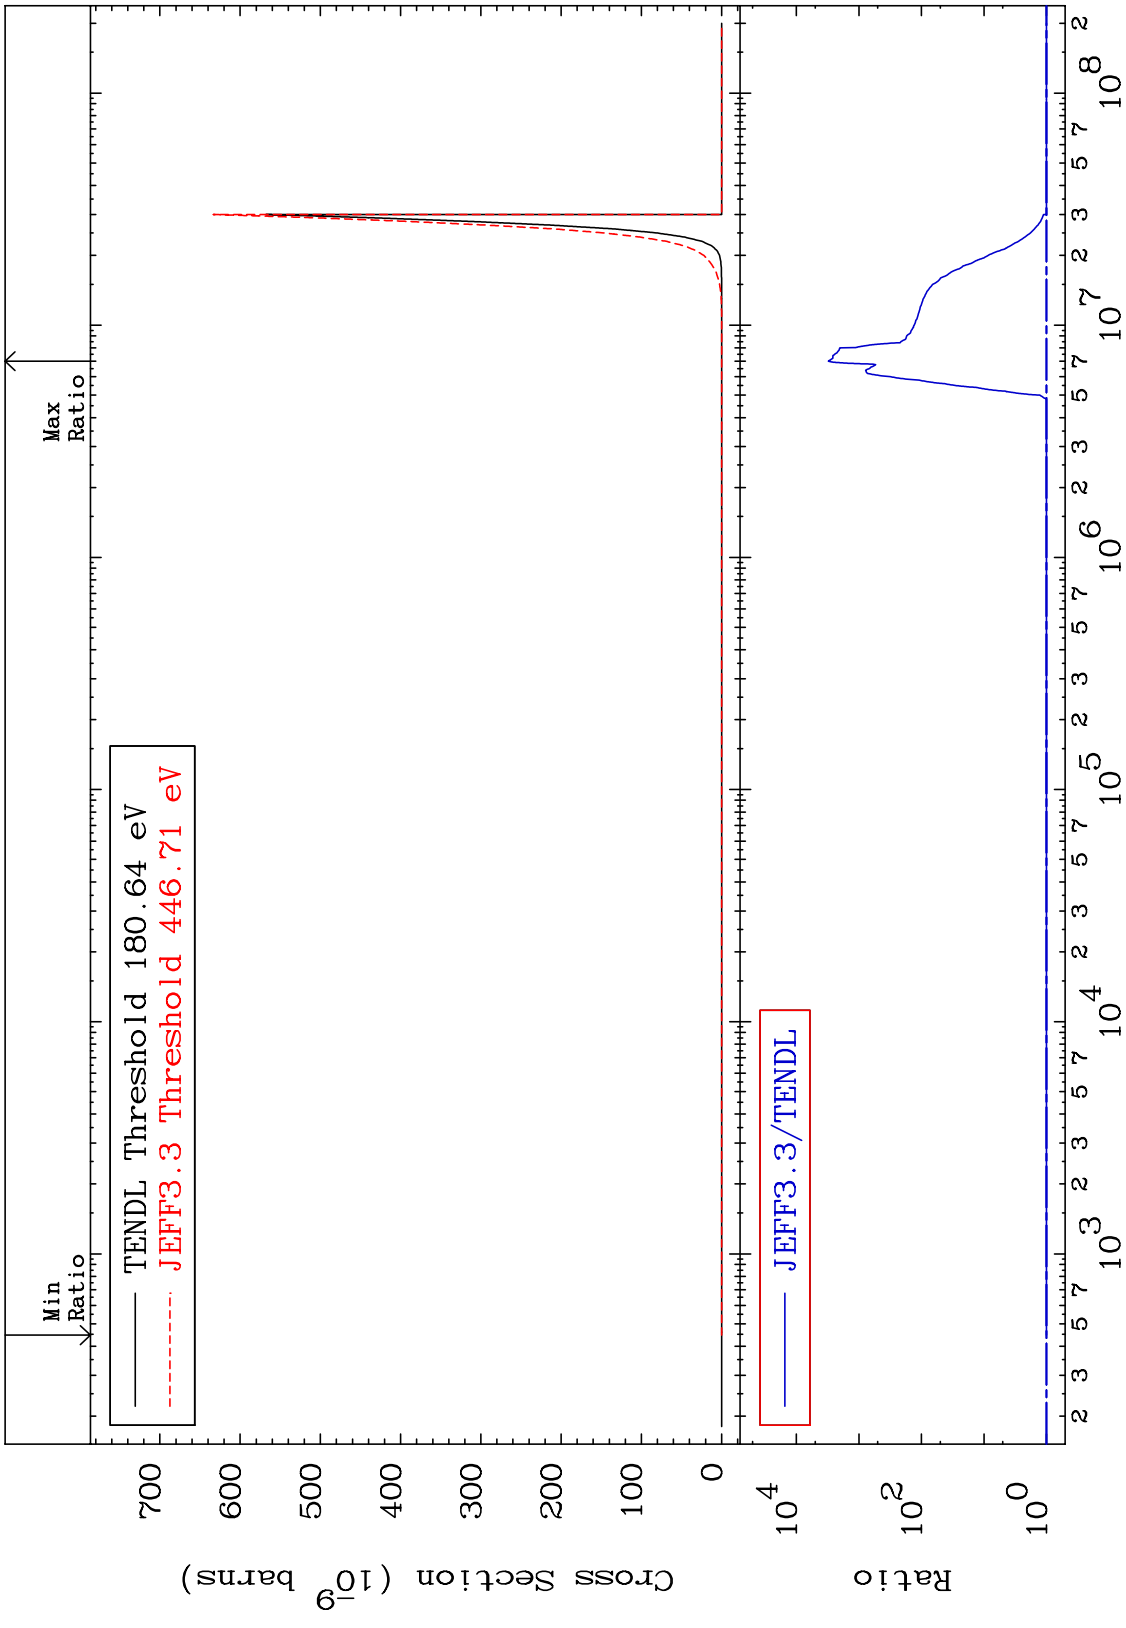 Min
Ratio
Max
Ratio
TENDL Threshold 180.64 eV
JEFF3.3 Threshold 446.71 eV
700
600
500
400
300
200
100
0
Cross Section (10⁻⁹ barns)
JEFF3.3/TENDL
10⁴
10²
10⁰
Ratio
2 3 5 7 2 3 5 7 2 3 5 7 2 3 5 7 2 3 5 7 2 3 5 7 2
10³ 10⁴ 10⁵ 10⁶ 10⁷ 10⁸